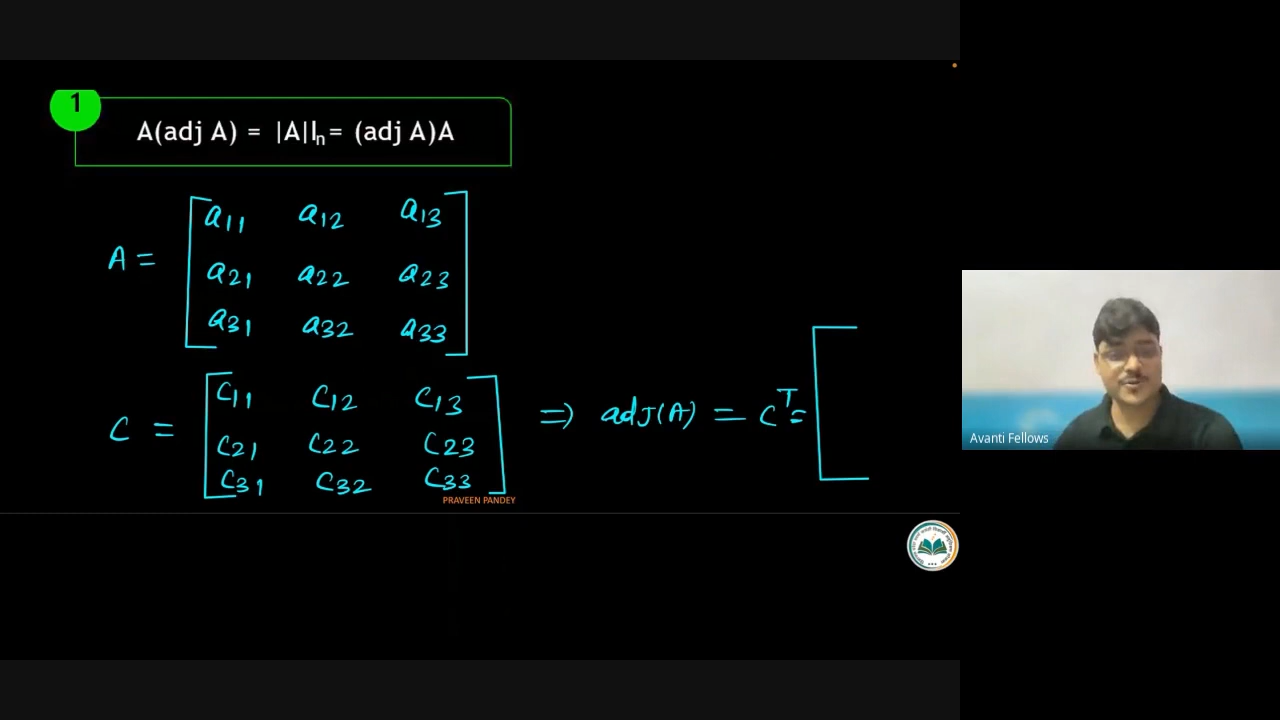 1
A(adj A) = |A|Iₙ = (adj A)A
A = [a₁₁ a₁₂ a₁₃
a₂₁ a₂₂ a₂₃
a₃₁ a₃₂ a₃₃]
C = [C₁₁ C₁₂ C₁₃
C₂₁ C₂₂ C₂₃
C₃₁ C₃₂ C₃₃]
⇒ adj(A) = Cᵀ = [
PRAVEEN PANDEY
Avanti Fellows